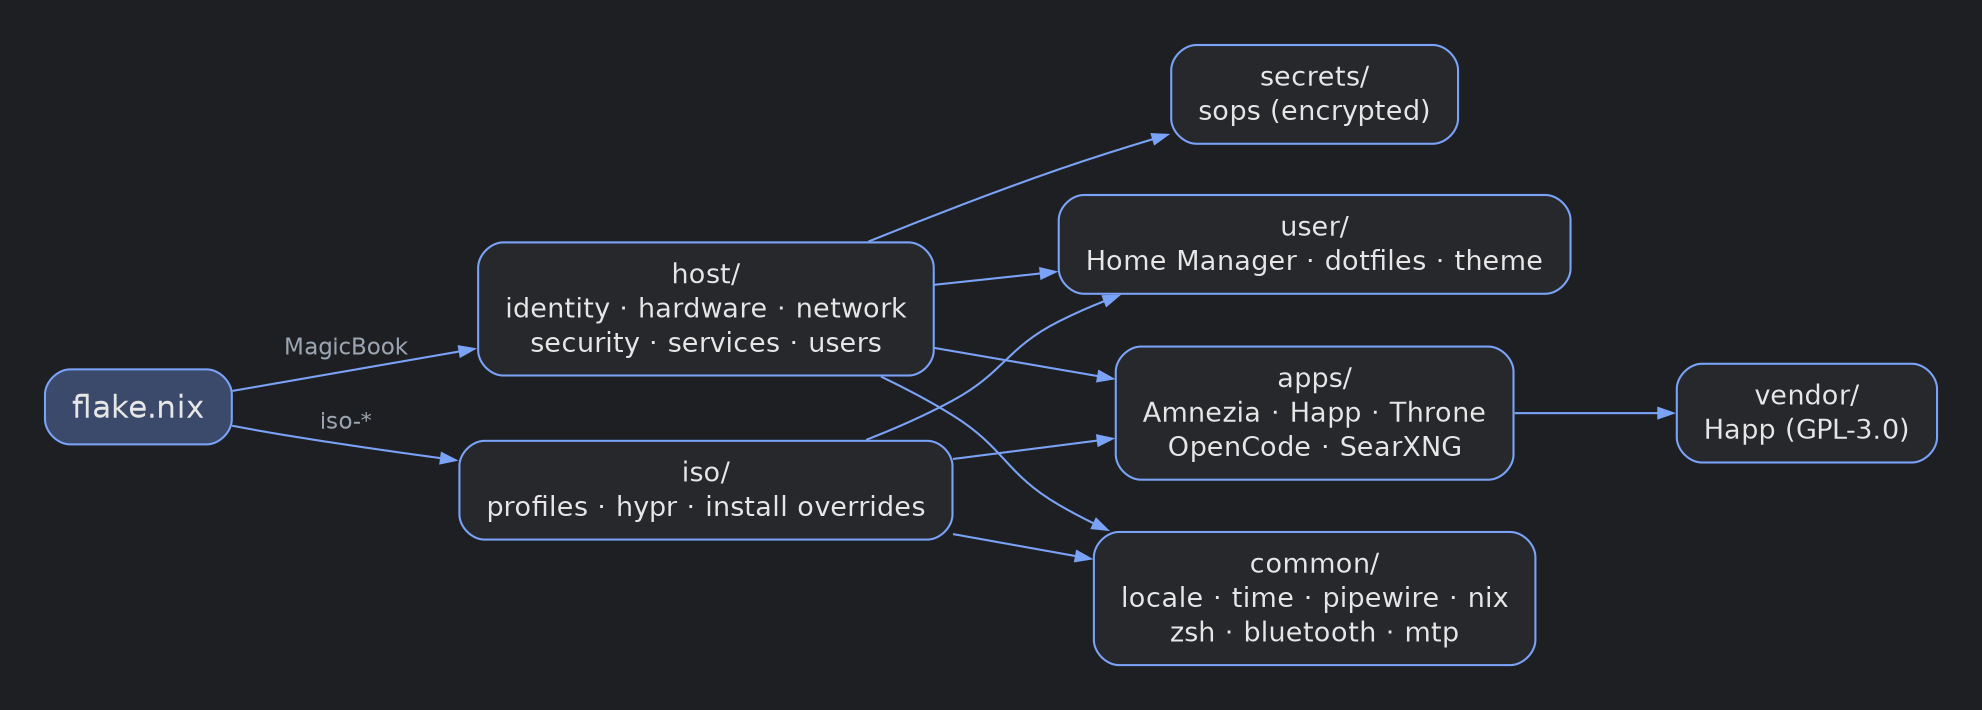 flake.nix
MagicBook
iso-*
host/
identity · hardware · network
security · services · users
iso/
profiles · hypr · install overrides
secrets/
sops (encrypted)
user/
Home Manager · dotfiles · theme
apps/
Amnezia · Happ · Throne
OpenCode · SearXNG
common/
locale · time · pipewire · nix
zsh · bluetooth · mtp
vendor/
Happ (GPL-3.0)